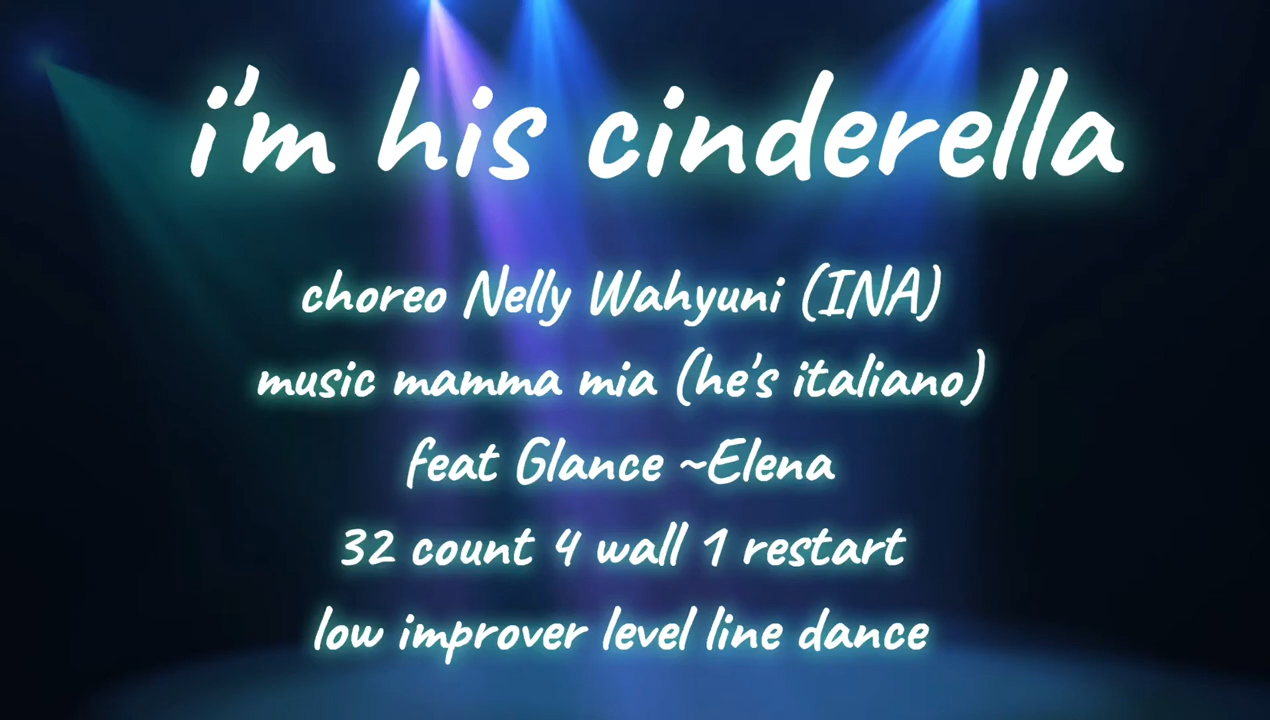 i'm his cinderella
choreo Nelly Wahyuni (INA)
music mamma mia (he's italiano)
feat Glance ~Elena
32 count 4 wall 1 restart
low improver level line dance